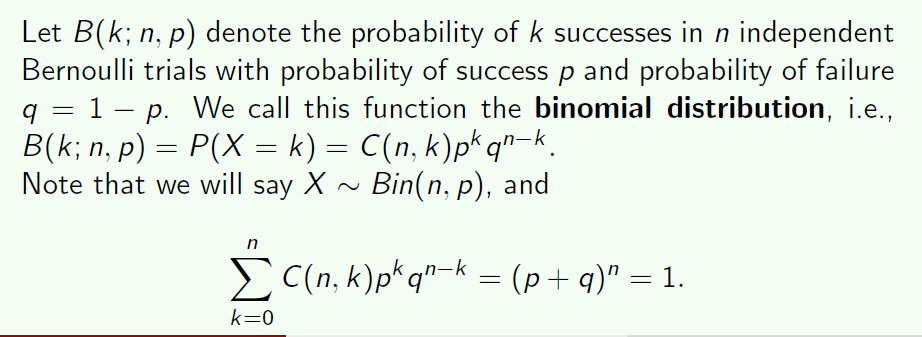 Let B(k; n, p) denote the probability of k successes in n independent
Bernoulli trials with probability of success p and probability of failure
q = 1 − p. We call this function the binomial distribution, i.e.,
B(k; n, p) = P(X = k) = C(n, k)p^k q^{n−k}.
Note that we will say X ∼ Bin(n, p), and
\sum_{k=0}^{n} C(n, k)p^k q^{n−k} = (p + q)^n = 1.